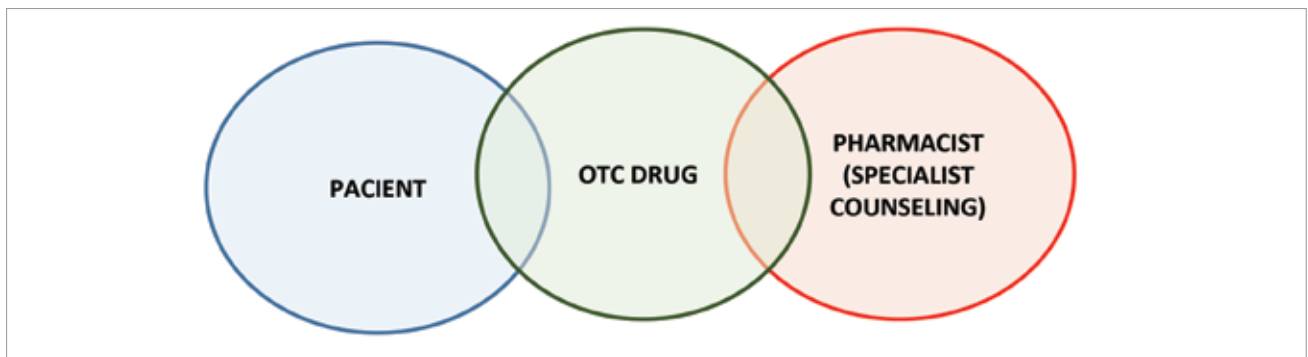 PACIENT
OTC DRUG
PHARMACIST
(SPECIALIST
COUNSELING)